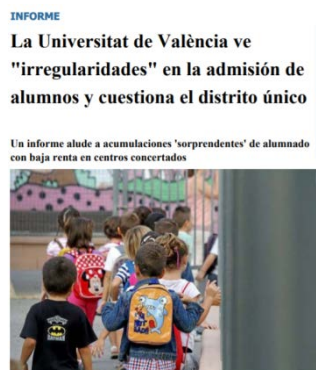 INFORME
La Universitat de València ve
"irregularidades" en la admisión de
alumnos y cuestiona el distrito único
Un informe alude a acumulaciones 'sorprendentes' de alumnado
con baja renta en centros concertados